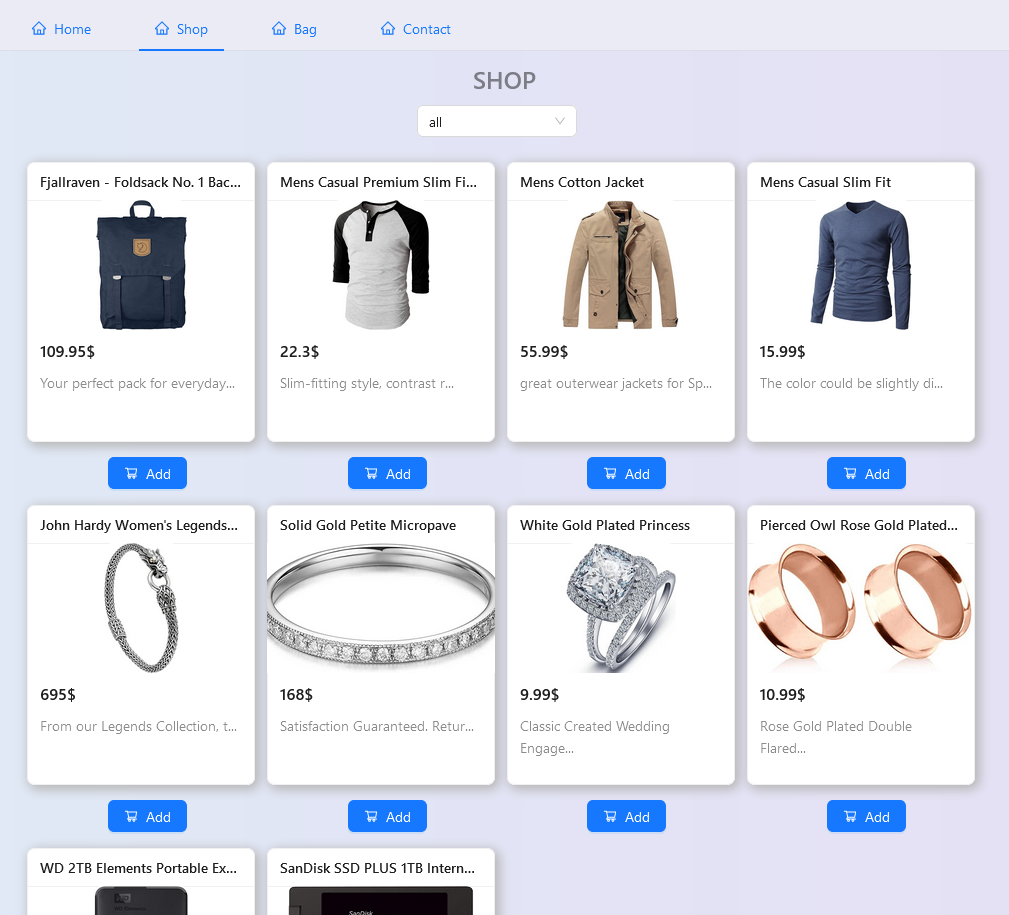 Home
Shop
Bag
Contact
SHOP
all
Fjallraven - Foldsack No. 1 Bac...
Mens Casual Premium Slim Fi...
Mens Cotton Jacket
Mens Casual Slim Fit
109.95$
22.3$
55.99$
15.99$
Your perfect pack for everyday...
Slim-fitting style, contrast r...
great outerwear jackets for Sp...
The color could be slightly di...
Add
Add
Add
Add
John Hardy Women's Legends...
Solid Gold Petite Micropave
White Gold Plated Princess
Pierced Owl Rose Gold Plated...
695$
168$
9.99$
10.99$
From our Legends Collection, t...
Satisfaction Guaranteed. Retur...
Classic Created Wedding
Engage...
Rose Gold Plated Double
Flared...
Add
Add
Add
Add
WD 2TB Elements Portable Ex...
SanDisk SSD PLUS 1TB Intern...
WD Elements
SanDisk